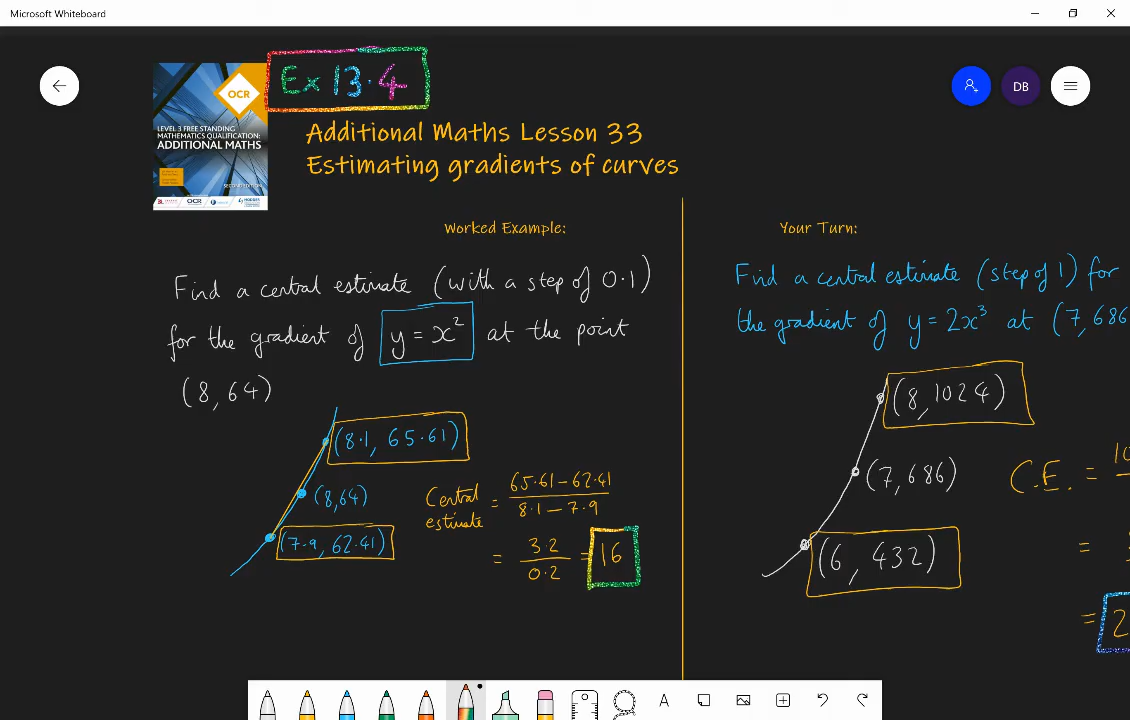 Microsoft Whiteboard
Ex 13.4
OCR
LEVEL 3 FREE STANDING
MATHEMATICS QUALIFICATION:
ADDITIONAL MATHS
SECOND EDITION
DB
Additional Maths Lesson 33
Estimating gradients of curves
Worked Example:
Find a central estimate (with a step of 0.1)
for the gradient of y = x² at the point
(8, 64)
(8.1, 65.61)
(8, 64)
(7.9, 62.41)
Central estimate = (65.61 - 62.41) / (8.1 - 7.9)
= 3.2 / 0.2 = 16
Your Turn:
Find a central estimate (step of 1) for
the gradient of y = 2x³ at (7, 686
(8, 1024)
(7, 686)
(6, 432)
C.E. = 10
=
= 2
A